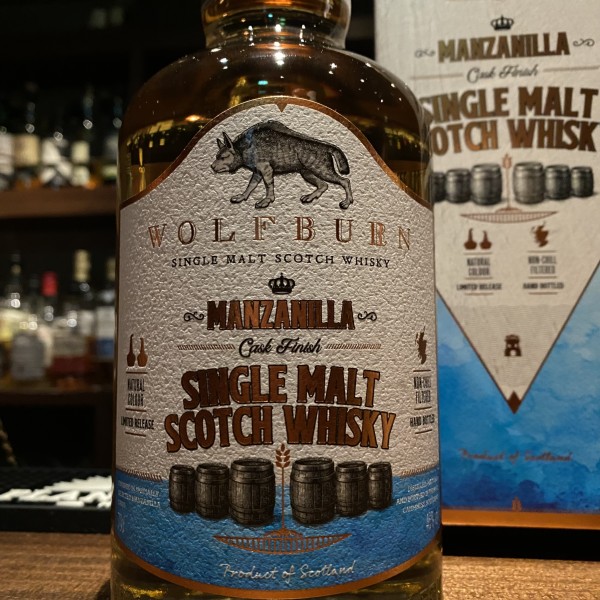 WOLFBURN
SINGLE MALT SCOTCH WHISKY
MANZANILLA
Cask Finish
SINGLE MALT
SCOTCH WHISKY
NATURAL
COLOUR
LIMITED RELEASE
NON-CHILL
FILTERED
HAND BOTTLED
Product of Scotland
MANZANILLA
Cask Finish
SINGLE MALT
OTCH WHISK
NATURAL
COLOUR
LIMITED RELEASE
NON-CHILL
FILTERED
HAND BOTTLED
Product of Scotland